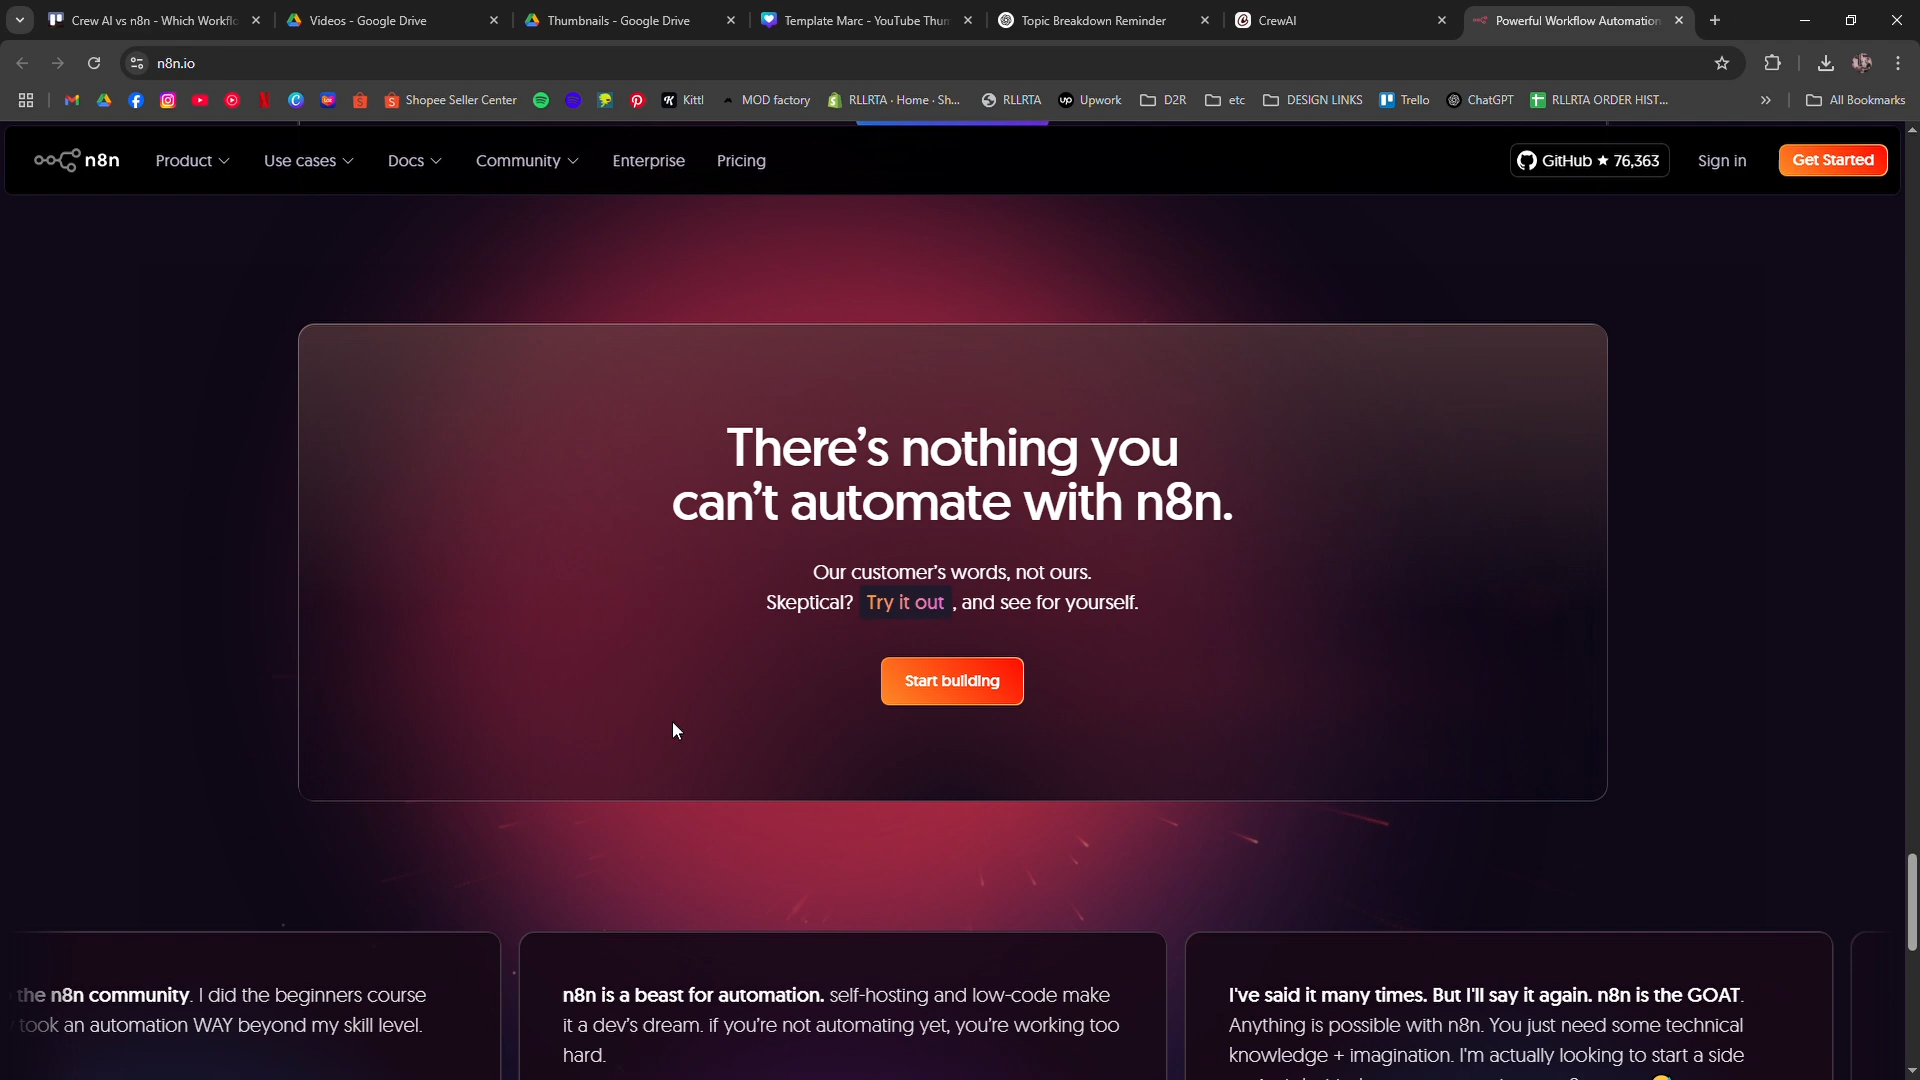 Crew AI vs n8n - Which Workflo
Videos - Google Drive
Thumbnails - Google Drive
Template Marc - YouTube Thum
Topic Breakdown Reminder
CrewAI
Powerful Workflow Automation
n8n.io
Shopee Seller Center
Kittl
MOD factory
RLLRTA · Home · Sh...
RLLRTA
Upwork
D2R
etc
DESIGN LINKS
Trello
ChatGPT
RLLRTA ORDER HIST...
All Bookmarks
n8n
Product
Use cases
Docs
Community
Enterprise
Pricing
GitHub ★ 76,363
Sign in
Get Started
There's nothing you
can't automate with n8n.
Our customer's words, not ours.
Skeptical? Try it out , and see for yourself.
Start building
the n8n community. I did the beginners course
took an automation WAY beyond my skill level.
n8n is a beast for automation. self-hosting and low-code make
it a dev's dream. if you're not automating yet, you're working too
hard.
I've said it many times. But I'll say it again. n8n is the GOAT.
Anything is possible with n8n. You just need some technical
knowledge + imagination. I'm actually looking to start a side